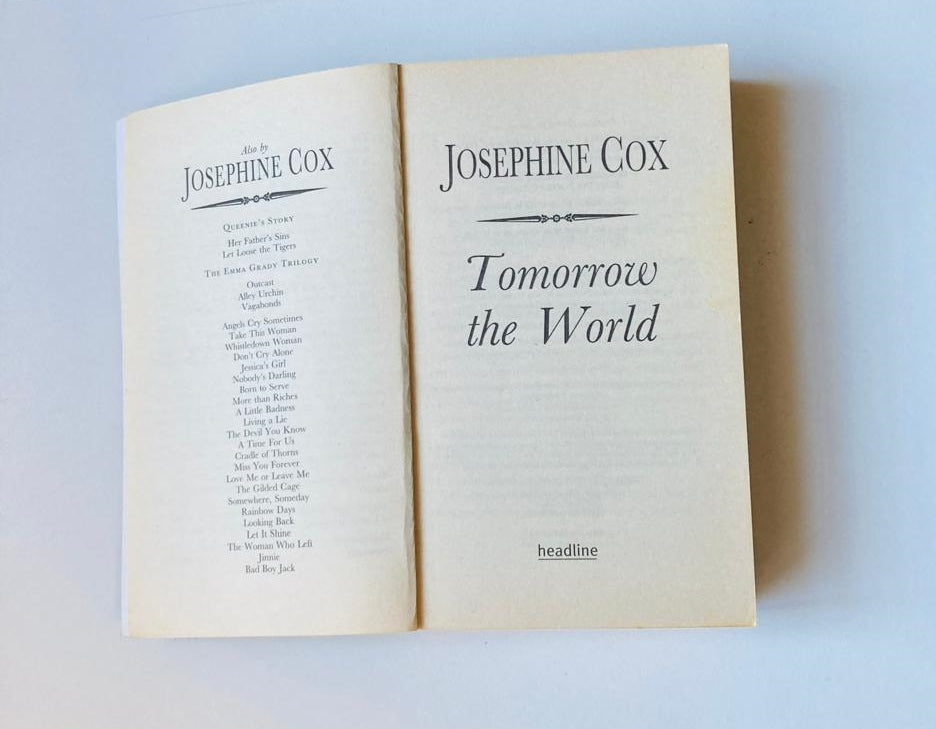 Also by
JOSEPHINE COX
QUEENIE'S STORY
Her Father's Sins
Let Loose the Tigers
THE EMMA GRADY TRILOGY
Outcast
Alley Urchin
Vagabonds
Angels Cry Sometimes
Take This Woman
Whistledown Woman
Don't Cry Alone
Jessica's Girl
Nobody's Darling
Born to Serve
More than Riches
A Little Badness
Living a Lie
The Devil You Know
A Time For Us
Cradle of Thorns
Miss You Forever
Love Me or Leave Me
The Gilded Cage
Somewhere, Someday
Rainbow Days
Looking Back
Let It Shine
The Woman Who Left
Jinnie
Bad Boy Jack
JOSEPHINE COX
Tomorrow
the World
headline